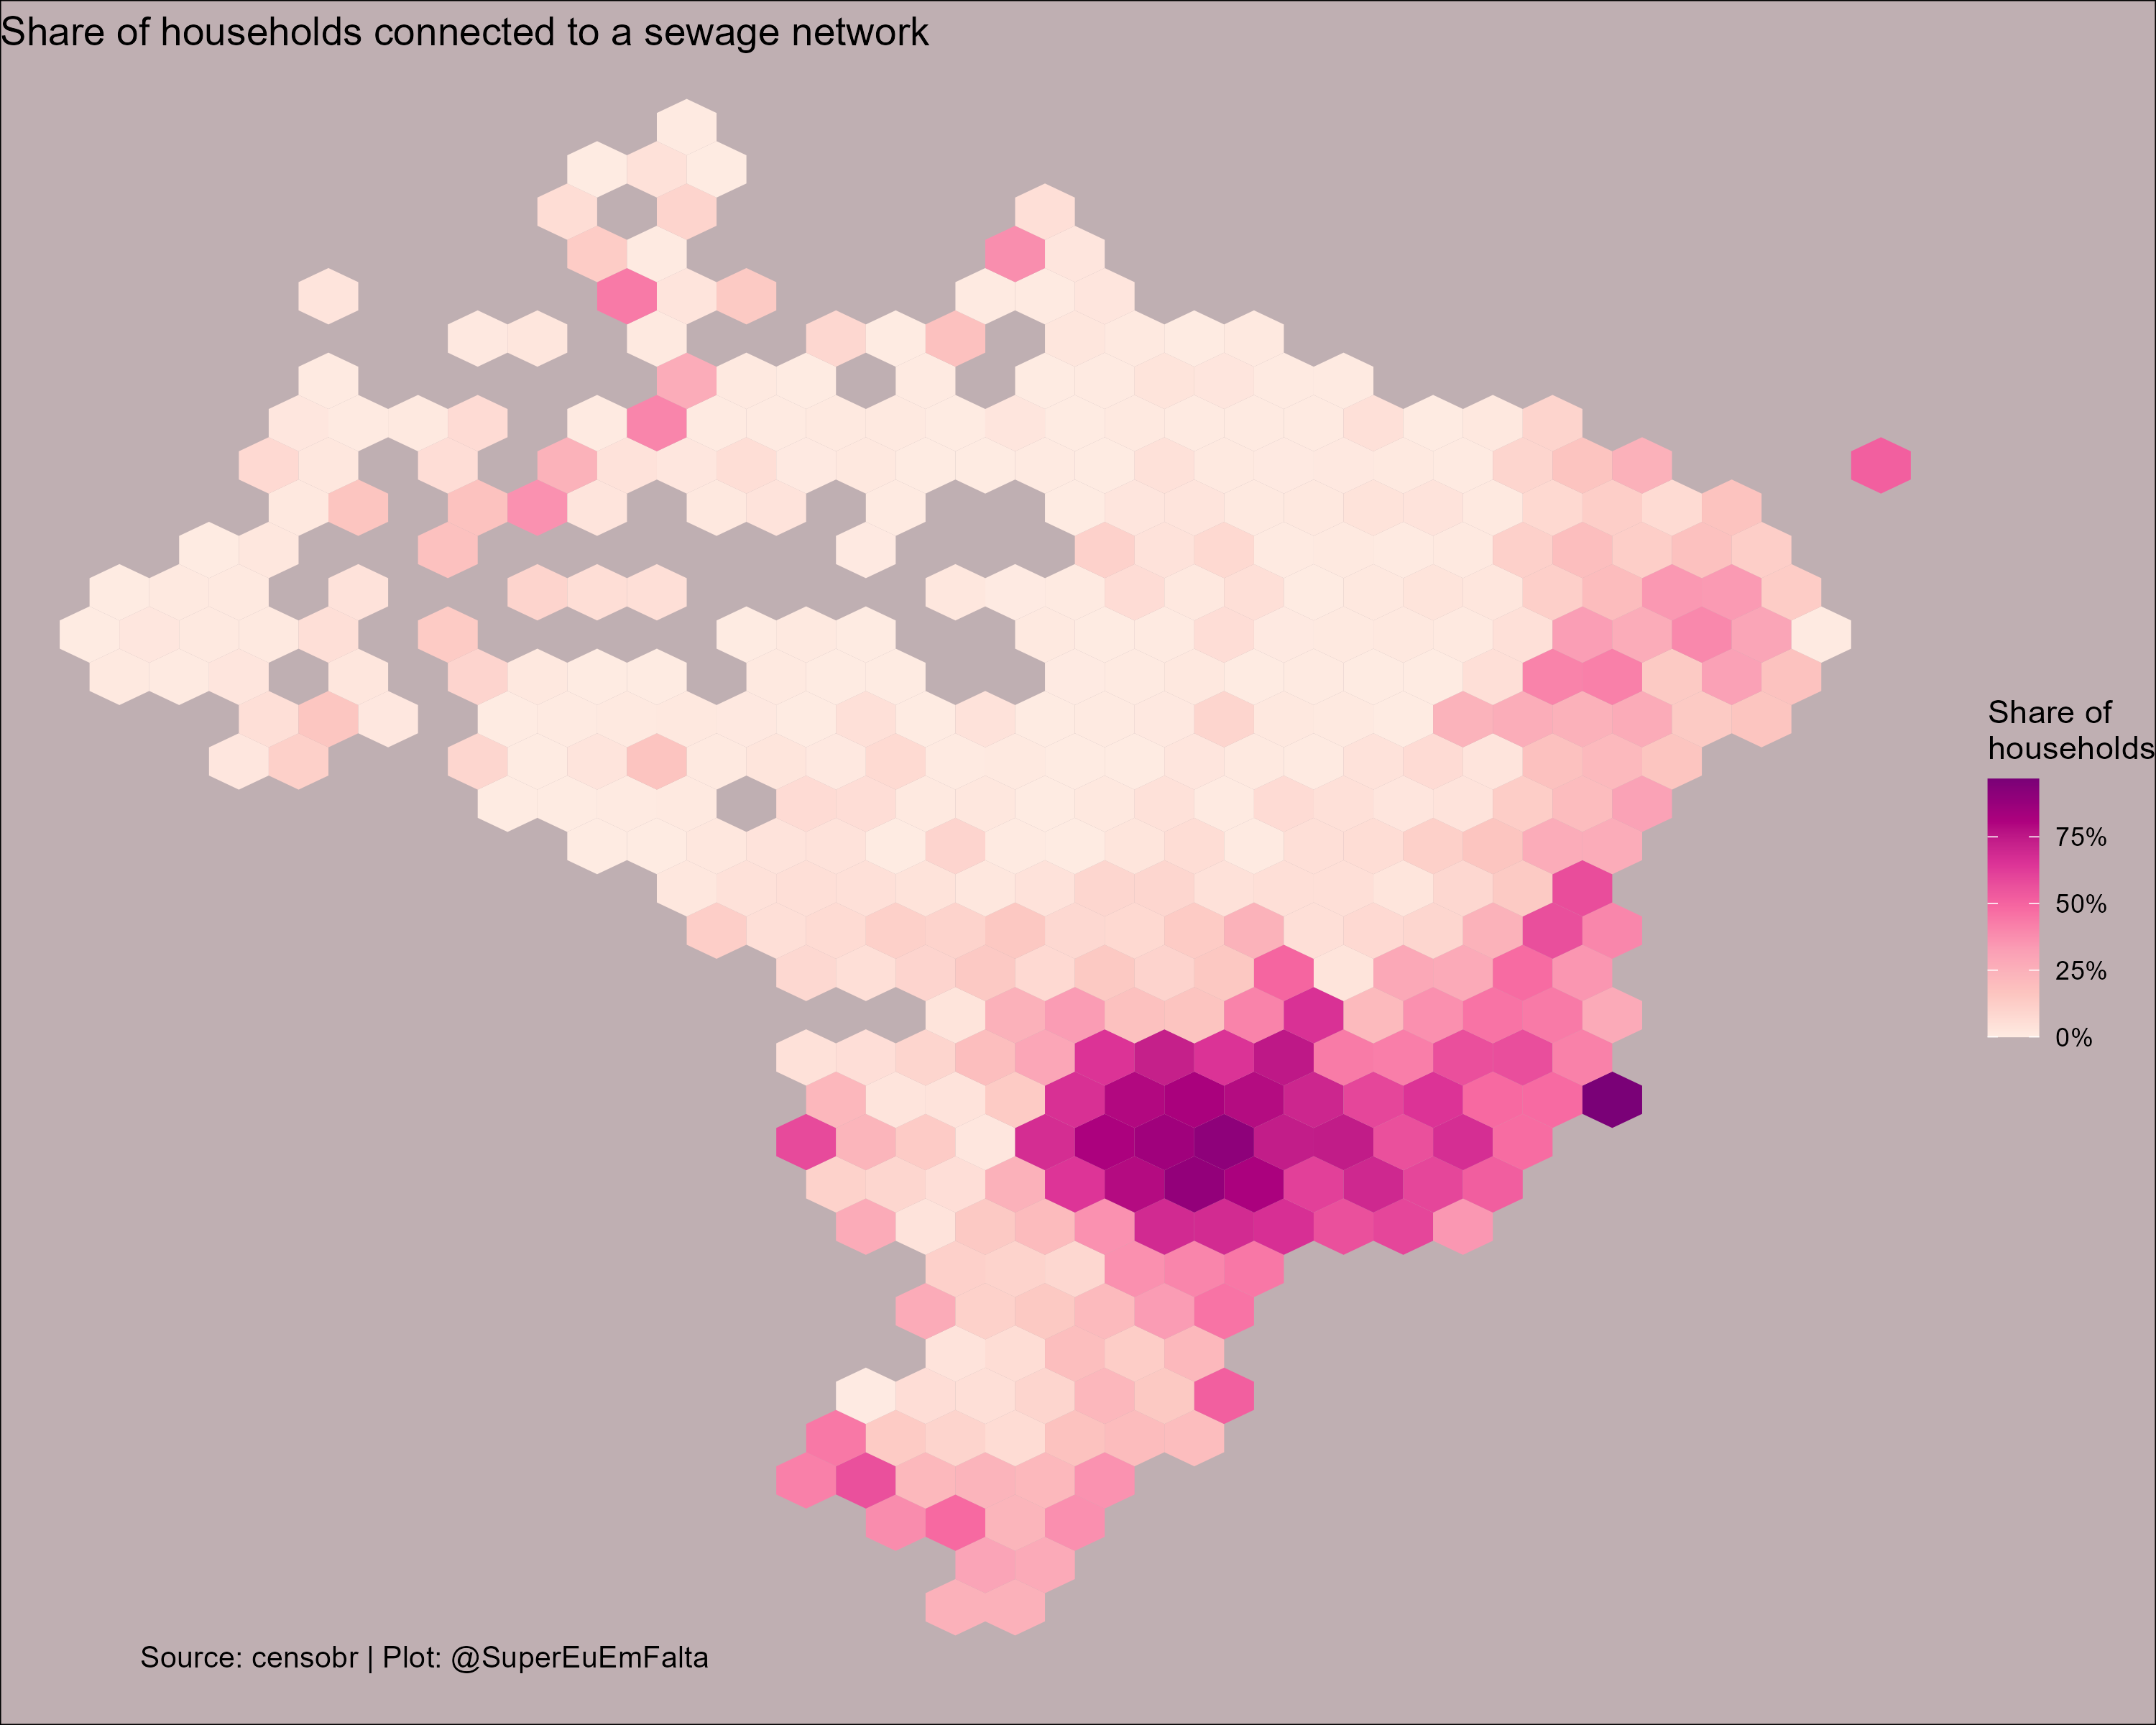 Share of households connected to a sewage network
Share of
households
75%
50%
25%
0%
Source: censobr | Plot: @SuperEuEmFalta